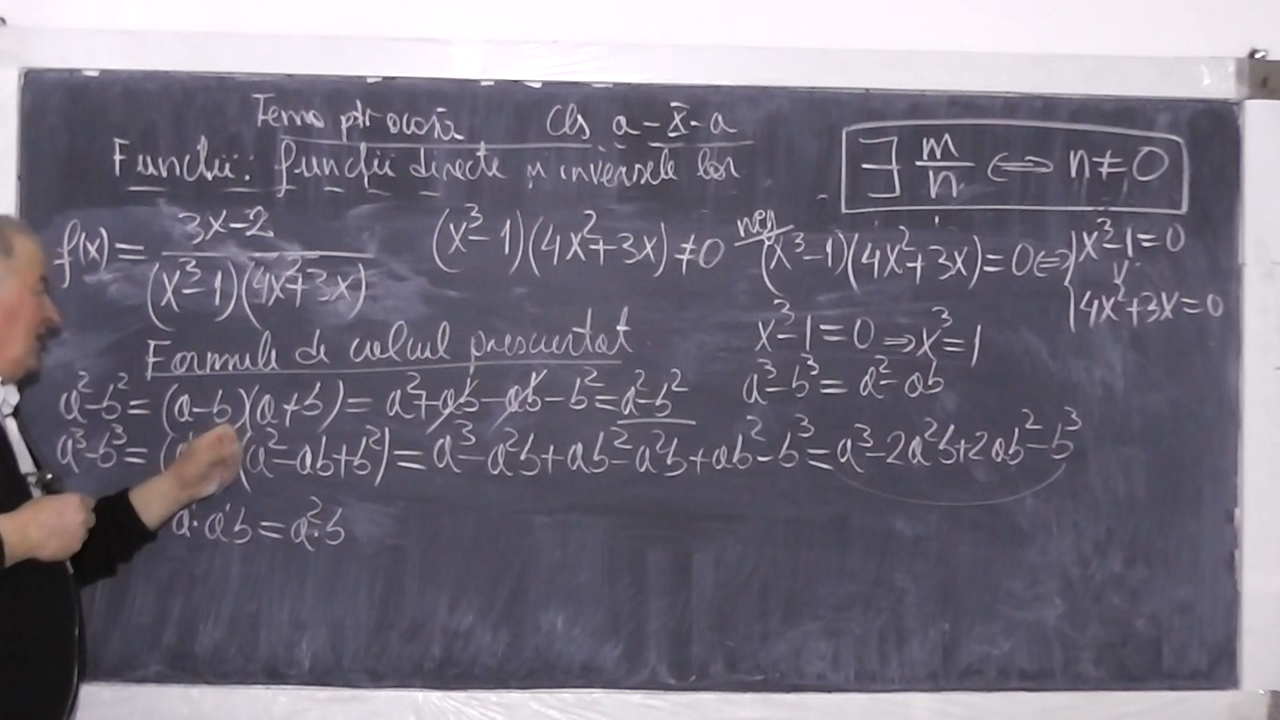 Tema ptr acasă cls a-X-a
Funcții: funcții directe și inversele lor
∃ m/n ⇔ n≠0
f(x) = (3x-2)/((x³-1)(4x²+3x))
(x³-1)(4x²+3x)≠0
neg
(x³-1)(4x²+3x)=0⇔
x³-1=0
v
4x²+3x=0
x³-1=0⇒x³=1
a³-b³=a²-ab
Formule de calcul prescurtat
a²-b²=(a-b)(a+b)=a²+ab-ab-b²=a²-b²
a³-b³=(a (a²-ab+b²)=a³-a²b+ab²-a²b+ab²-b³=a³-2a²b+2ab²-b³
a·ab=a²·b